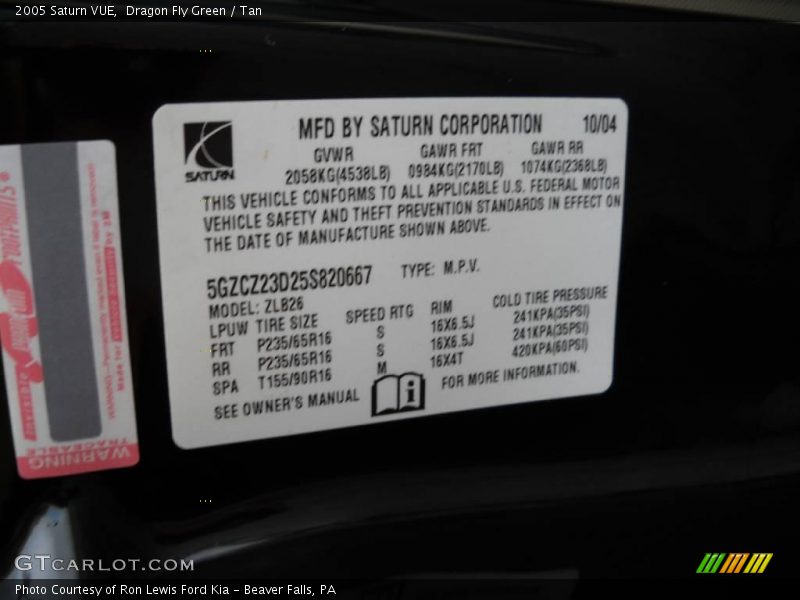 2005 Saturn VUE,  Dragon Fly Green / Tan
MFD BY SATURN CORPORATION 10/04
SATURN
GVWR GAWR FRT GAWR RR
2058KG(4538LB) 0984KG(2170LB) 1074KG(2368LB)
THIS VEHICLE CONFORMS TO ALL APPLICABLE U.S. FEDERAL MOTOR
VEHICLE SAFETY AND THEFT PREVENTION STANDARDS IN EFFECT ON
THE DATE OF MANUFACTURE SHOWN ABOVE.
5GZCZ23D25S820667 TYPE: M.P.V.
MODEL: ZLB26
LPUW TIRE SIZE SPEED RTG RIM COLD TIRE PRESSURE
FRT P235/65R16 S 16X6.5J 241KPA(35PSI)
RR P235/65R16 S 16X6.5J 241KPA(35PSI)
SPA T155/90R16 M 16X4T 420KPA(60PSI)
SEE OWNER'S MANUAL i FOR MORE INFORMATION.
WARNING
TRACEABLE
GTCARLOT.COM
Photo Courtesy of Ron Lewis Ford Kia – Beaver Falls, PA